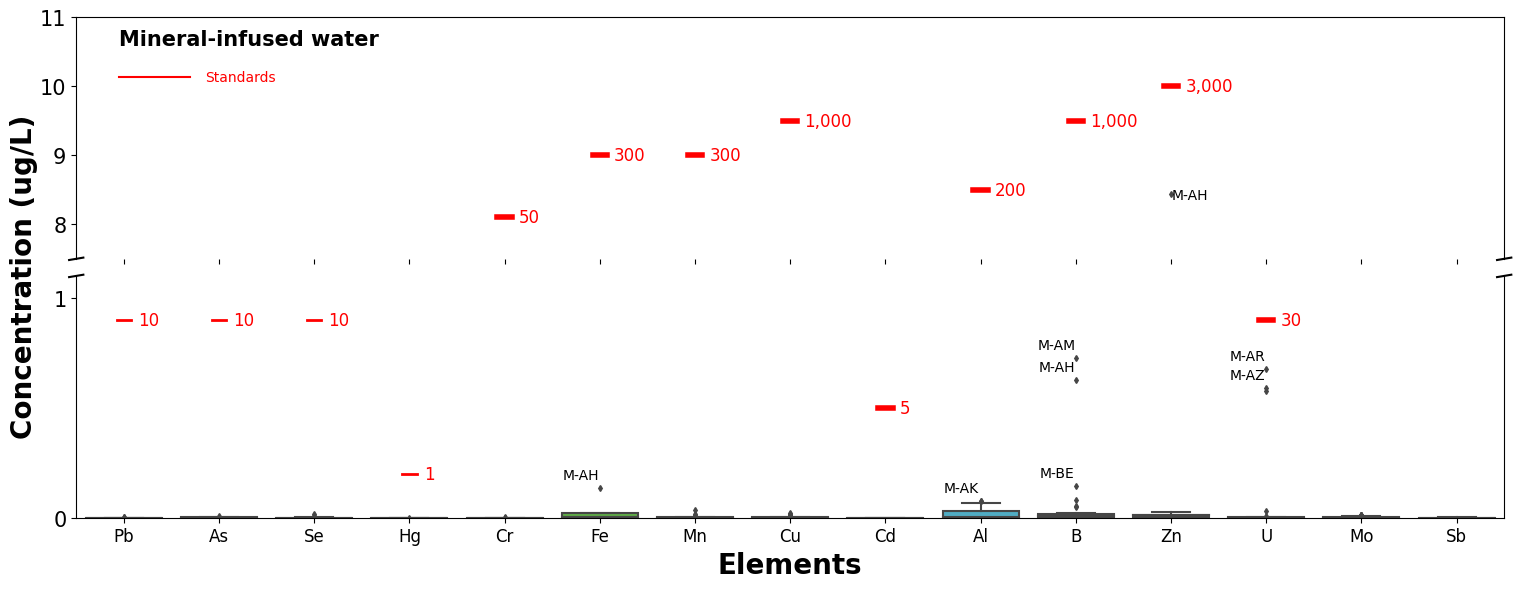 Mineral-infused water
Standards
11
10
9
8
1
0
Concentration (ug/L)
3,000
1,000
1,000
300
300
200
50
M-AH
10
10
10
30
M-AM
M-AH
M-AR
M-AZ
5
1
M-AH
M-BE
M-AK
Pb As Se Hg Cr Fe Mn Cu Cd Al B Zn U Mo Sb
Elements